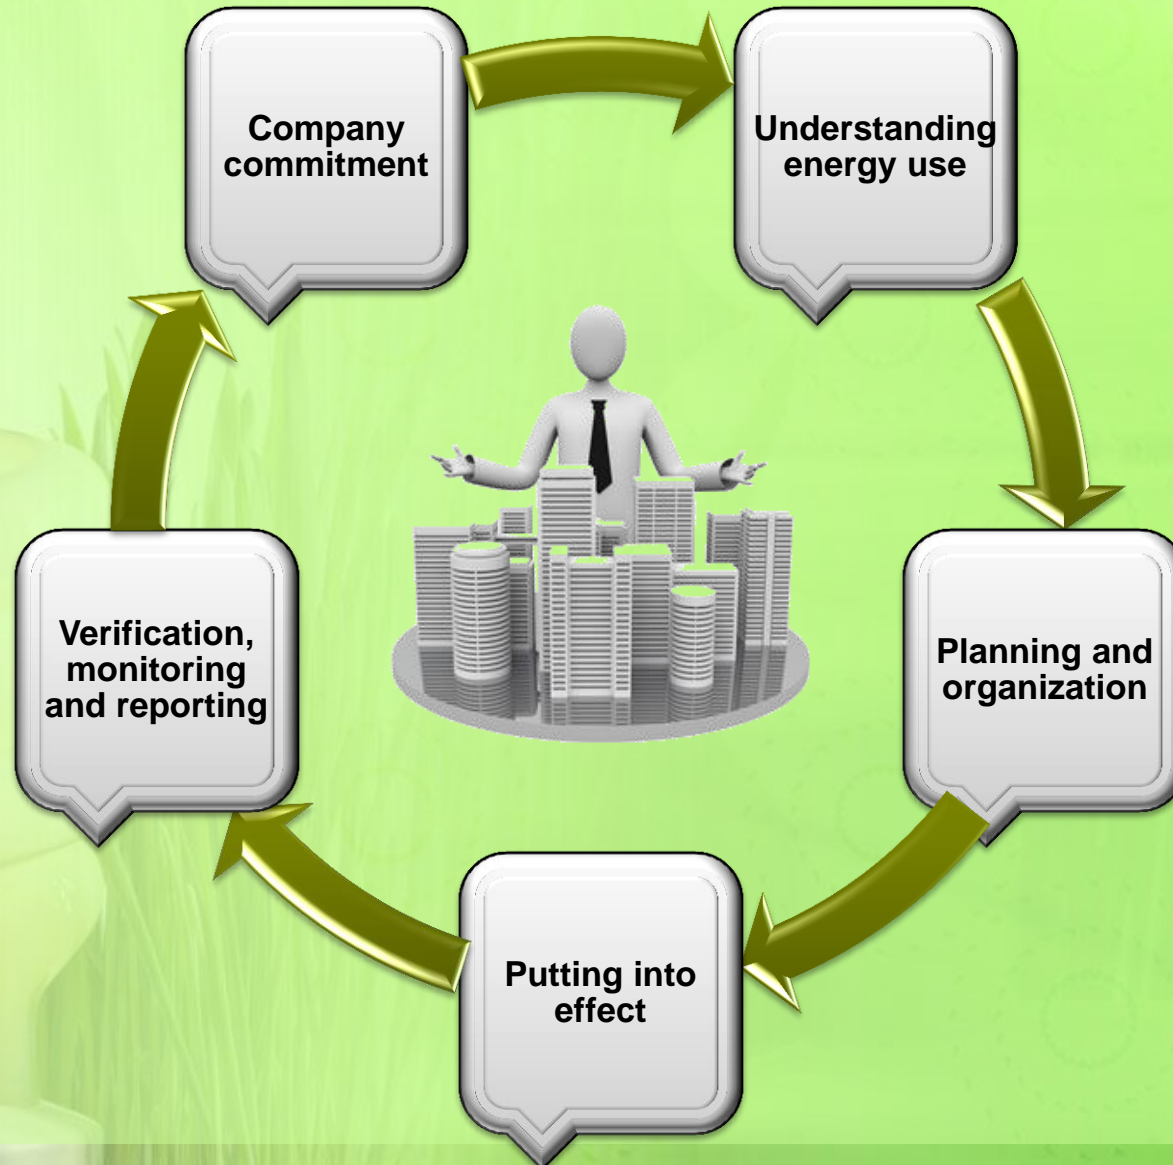 Company
commitment
Understanding
energy use
Planning and
organization
Putting into
effect
Verification,
monitoring
and reporting